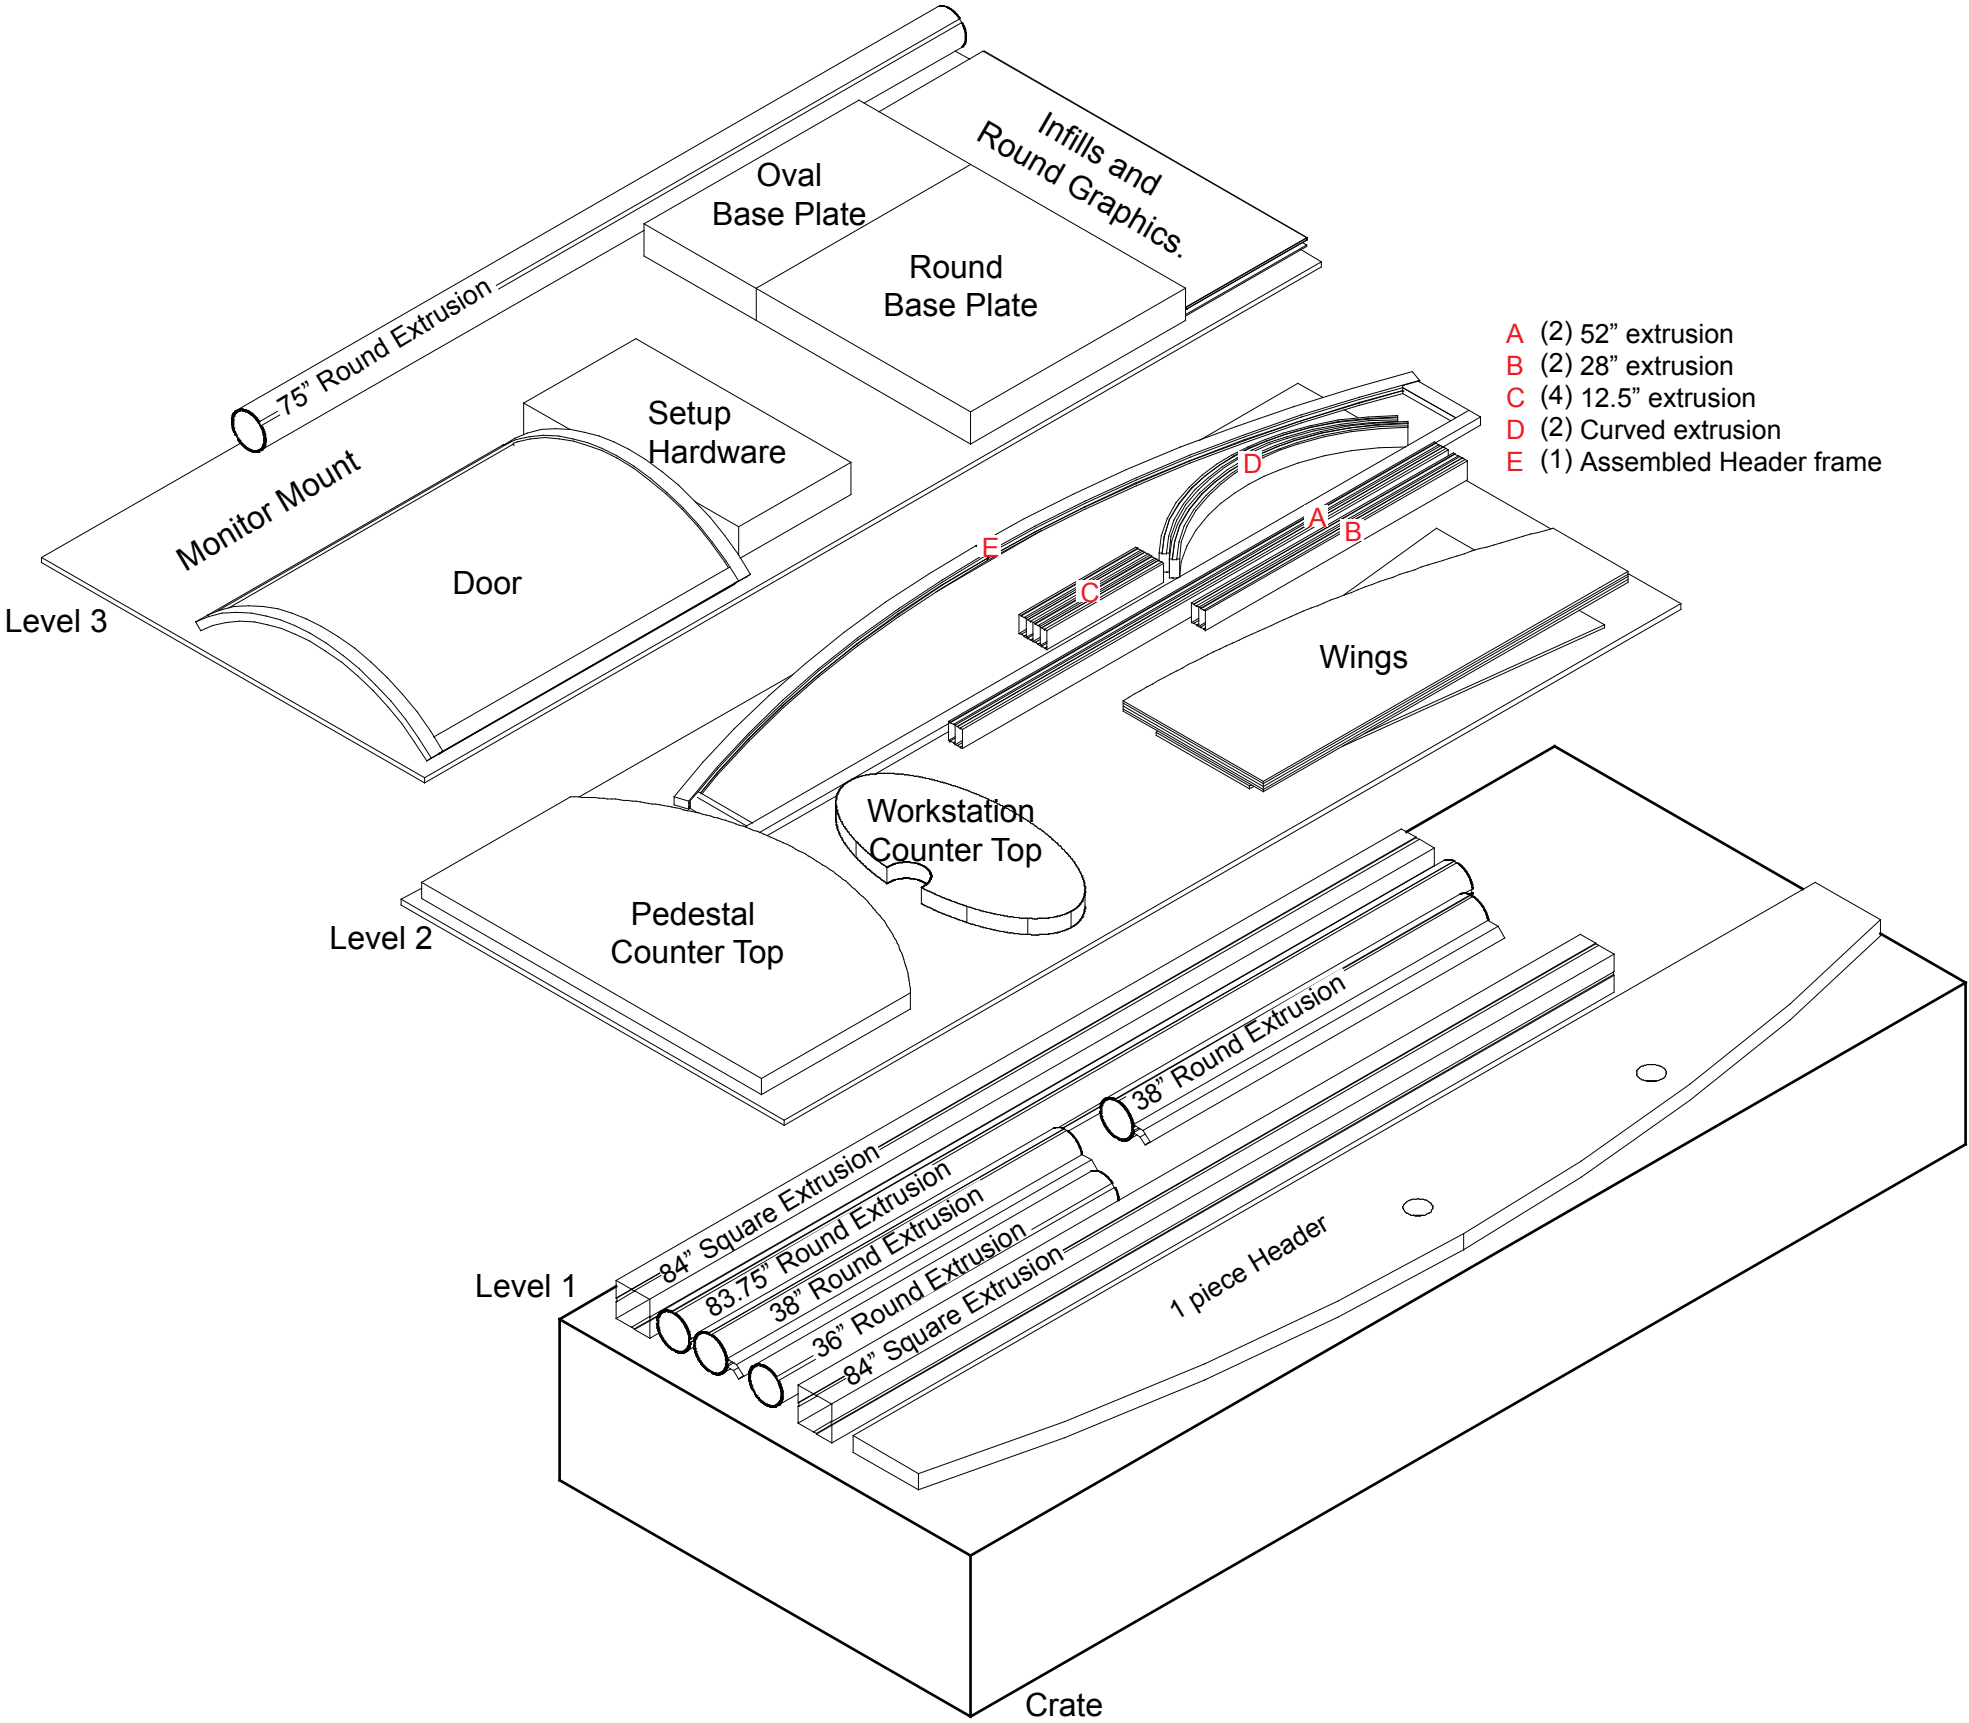 Infills and
Round Graphics.
Oval
Base Plate
Round
Base Plate
75” Round Extrusion
Setup
Hardware
Monitor Mount
Door
Level 3
A (2) 52” extrusion
B (2) 28” extrusion
C (4) 12.5” extrusion
D (2) Curved extrusion
E (1) Assembled Header frame
D
A
B
E
C
Wings
Workstation
Counter Top
Pedestal
Counter Top
Level 2
38” Round Extrusion
84” Square Extrusion
83.75” Round Extrusion
38” Round Extrusion
36” Round Extrusion
84” Square Extrusion
1 piece Header
Level 1
Crate